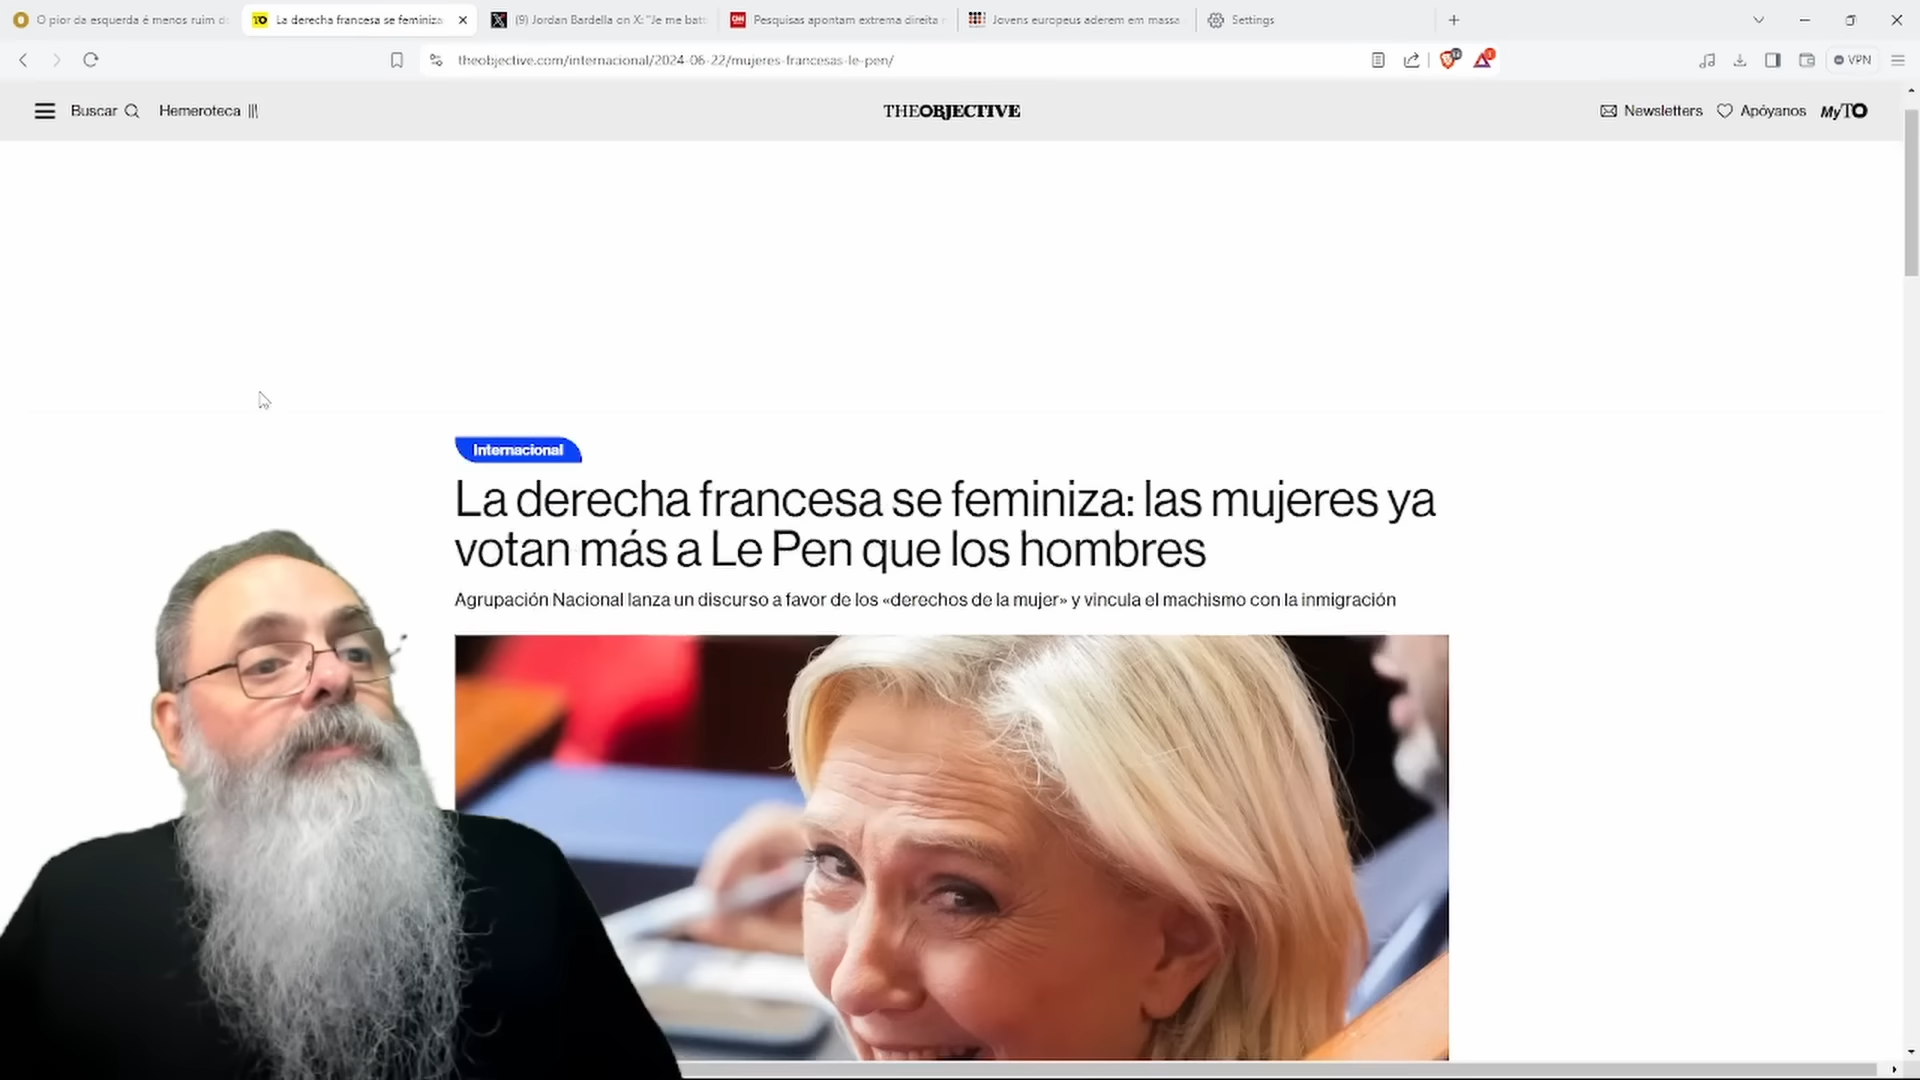 O pior da esquerda é menos ruim d
La derecha francesa se feminiza
(9) Jordan Bardella on X: "Je me batt
Pesquisas apontam extrema direita
Jovens europeus aderem em massa
Settings
theobjective.com/internacional/2024-06-22/mujeres-francesas-le-pen/
VPN
Buscar
Hemeroteca
THEOBJECTIVE
Newsletters
Apóyanos
MyTO
Internacional
La derecha francesa se feminiza: las mujeres ya
votan más a Le Pen que los hombres
Agrupación Nacional lanza un discurso a favor de los «derechos de la mujer» y vincula el machismo con la inmigración